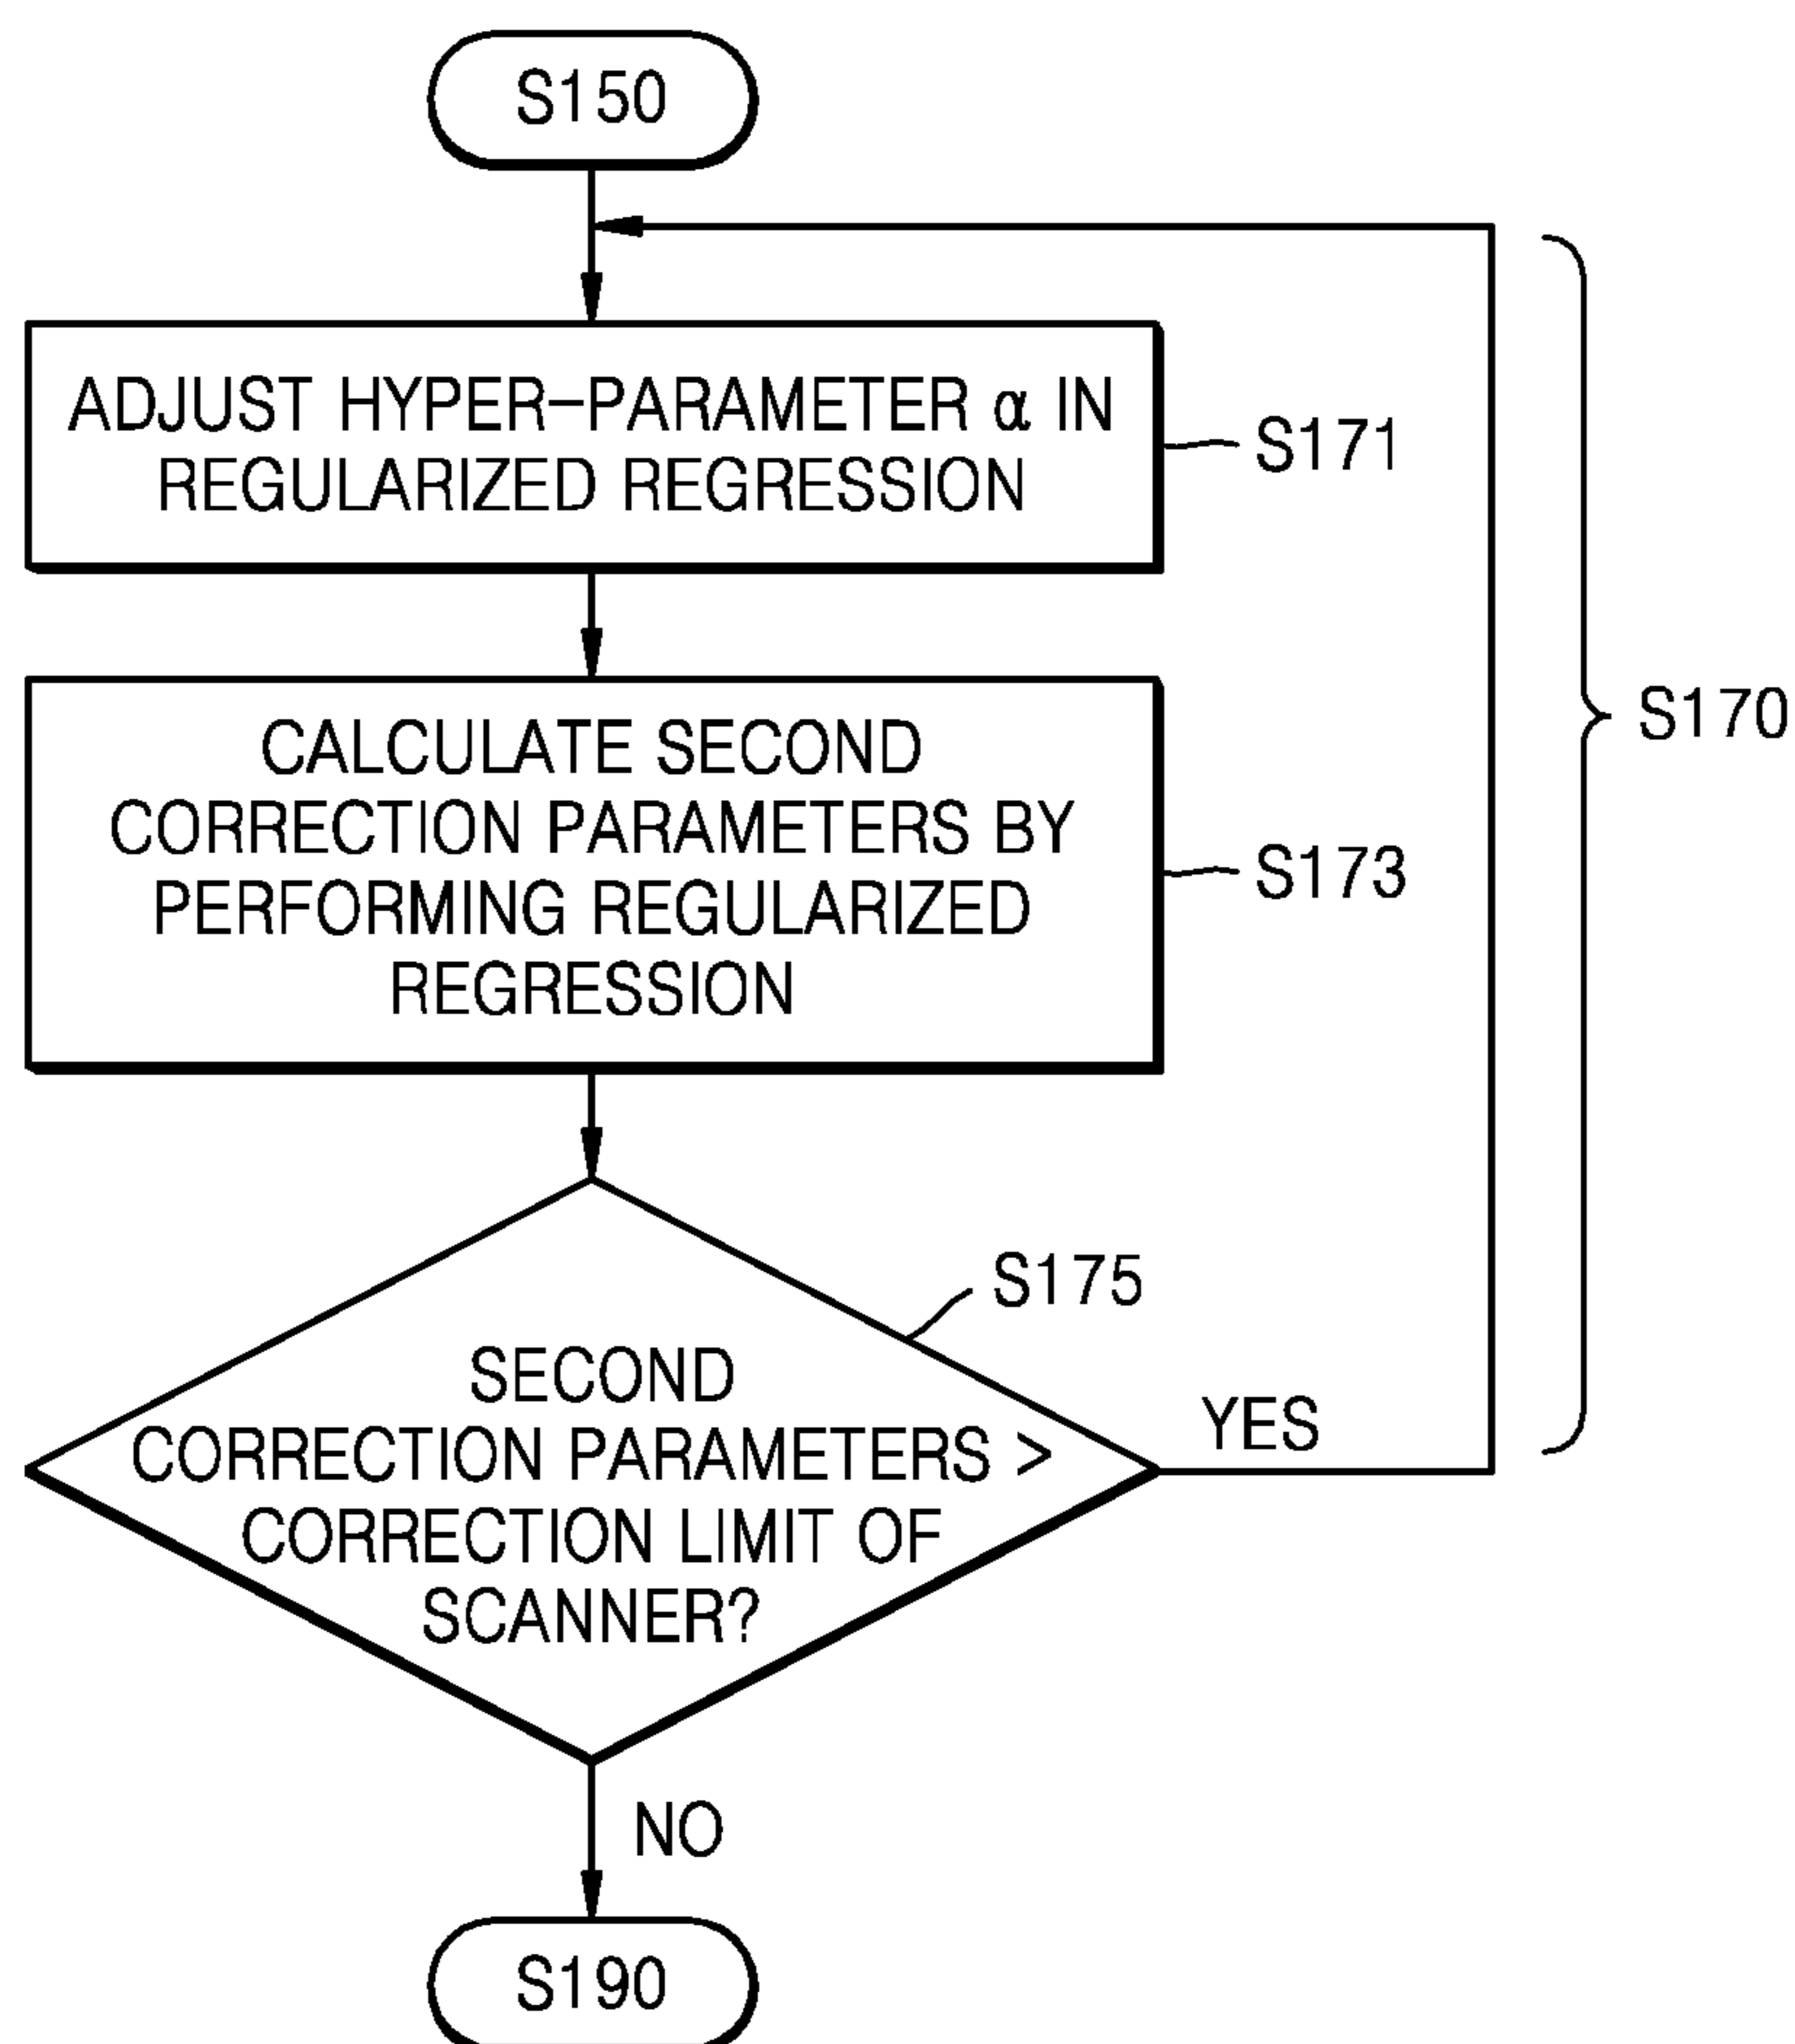 S150
ADJUST HYPER-PARAMETER α IN
REGULARIZED REGRESSION
S171
CALCULATE SECOND
CORRECTION PARAMETERS BY
PERFORMING REGULARIZED
REGRESSION
S173
S170
S175
SECOND
CORRECTION PARAMETERS >
CORRECTION LIMIT OF
SCANNER?
YES
NO
S190